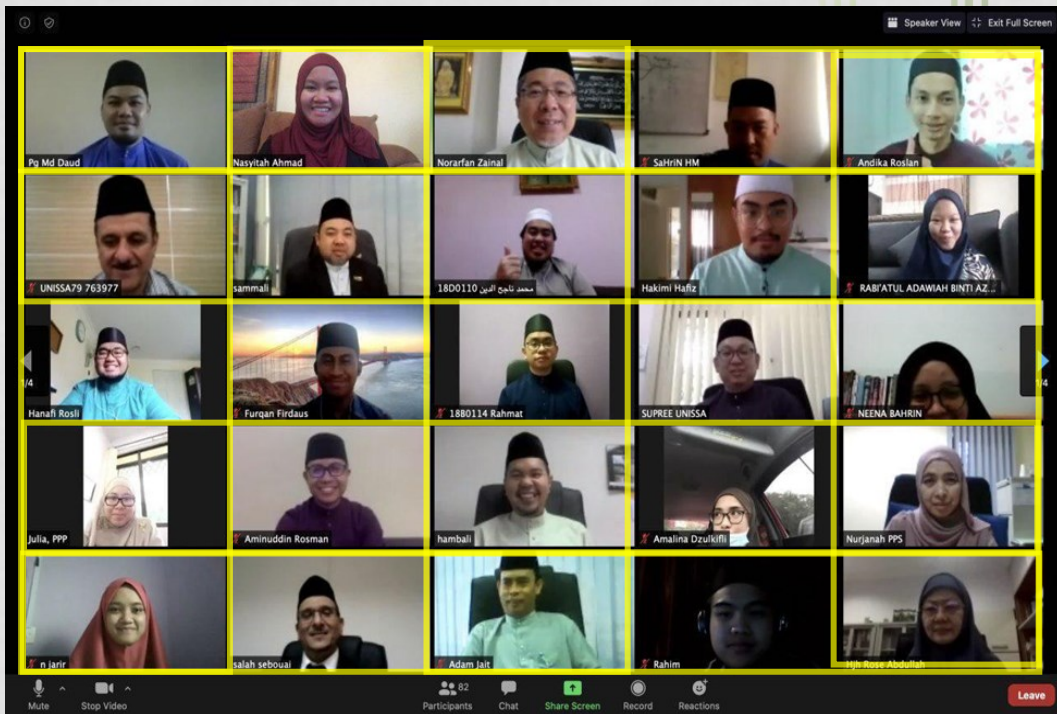 Speaker View Exit Full Screen
Pg Md Daud
Nasyitah Ahmad
Norarfan Zainal
SaHriN HM
Andika Roslan
UNISSA79 763977
sammali
18D0110 محمد ناجح الدين
Hakimi Hafiz
RABI'ATUL ADAWIAH BINTI AZ...
1/4
1/4
Hanafi Rosli
Furqan Firdaus
18B0114 Rahmat
SUPREE UNISSA
NEENA BAHRIN
Julia, PPP
Aminuddin Rosman
hambali
Amalina Dzulkifli
Nurjanah PPS
n jarir
salah sebouai
Adam Jait
Rahim
Hjh Rose Abdullah
Mute
Stop Video
82
Participants
Chat
Share Screen
Record
Reactions
Leave